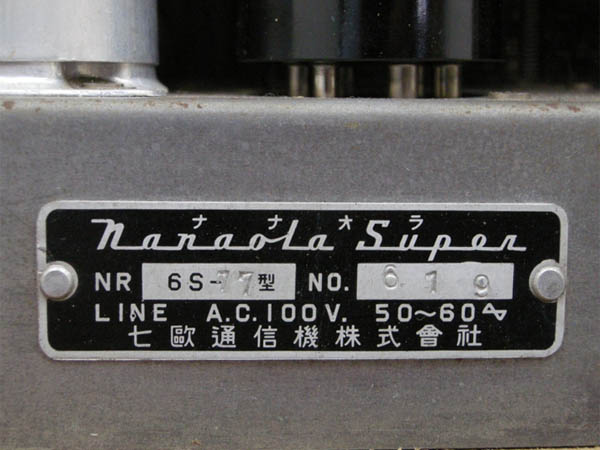 ナナオラ
Nanaola Super
NR 6S-77型 NO. 619
LINE A.C.100V. 50~60∿
七歐通信機株式會社